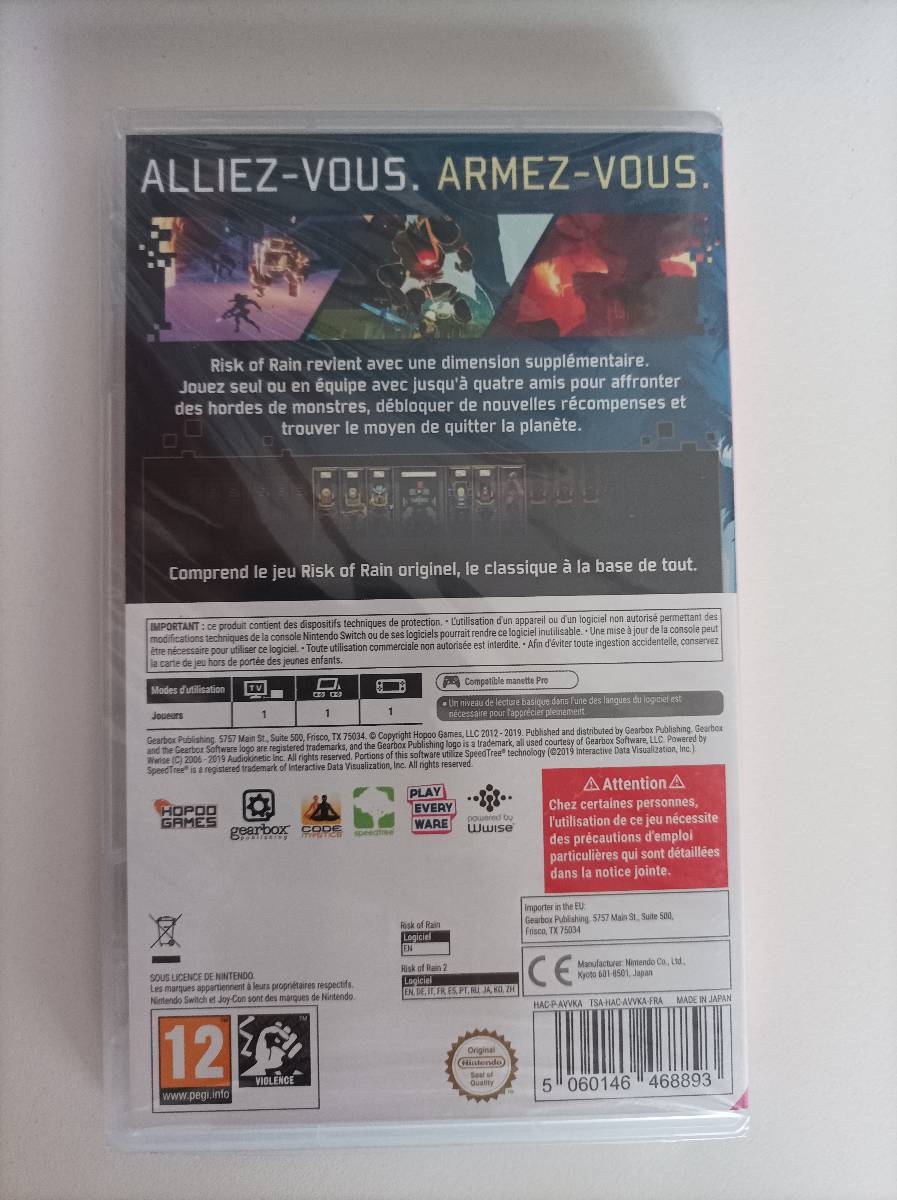 ALLIEZ-VOUS. ARMEZ-VOUS.
Risk of Rain revient avec une dimension supplémentaire.
Jouez seul ou en équipe avec jusqu'à quatre amis pour affronter
des hordes de monstres, débloquer de nouvelles récompenses et
trouver le moyen de quitter la planète.
Comprend le jeu Risk of Rain originel, le classique à la base de tout.
IMPORTANT : ce produit contient des dispositifs techniques de protection. • L'utilisation d'un appareil ou d'un logiciel non autorisé permettant des
modifications techniques de la console Nintendo Switch ou de ses logiciels pourrait rendre ce logiciel inutilisable. • Une mise à jour de la console peut
être nécessaire pour utiliser ce logiciel. • Toute utilisation commerciale non autorisée est interdite. • Afin d'éviter toute ingestion accidentelle, conservez
la carte de jeu hors de portée des jeunes enfants.
Modes d'utilisation TV
Joueurs 1 1 1
Compatible manette Pro
• Un niveau de lecture basique dans l'une des langues du logiciel est
nécessaire pour l'apprécier pleinement.
Gearbox Publishing. 5757 Main St., Suite 500, Frisco, TX 75034. © Copyright Hopoo Games, LLC 2012 - 2019. Published and distributed by Gearbox Publishing. Gearbox
and the Gearbox Software logo are registered trademarks, and the Gearbox Publishing logo is a trademark, all used courtesy of Gearbox Software, LLC. Powered by
Wwise (C) 2006 - 2019 Audiokinetic Inc. All rights reserved. Portions of this software utilize SpeedTree® technology (©2019 Interactive Data Visualization, Inc.).
SpeedTree® is a registered trademark of Interactive Data Visualization, Inc. All rights reserved.
HOPOO
GAMES
gearbox
publishing
CODE
MYSTICS
speedtree
PLAY
EVERY
WARE
powered by
Wwise
Attention
Chez certaines personnes,
l'utilisation de ce jeu nécessite
des précautions d'emploi
particulières qui sont détaillées
dans la notice jointe.
Importer in the EU:
Gearbox Publishing. 5757 Main St., Suite 500,
Frisco, TX 75034
Risk of Rain
Logiciel
EN
Risk of Rain 2
Logiciel
EN, DE, IT, FR, ES, PT, RU, JA, KO, ZH
CE
Manufacturer: Nintendo Co., Ltd.,
Kyoto 601-8501, Japan
SOUS LICENCE DE NINTENDO.
Les marques appartiennent à leurs propriétaires respectifs.
Nintendo Switch et Joy-Con sont des marques de Nintendo.
HAC-P-AVVKA TSA-HAC-AVVKA-FRA MADE IN JAPAN
12
www.pegi.info
VIOLENCE
TM
Original
Nintendo
Seal of
Quality
5 060146 468893